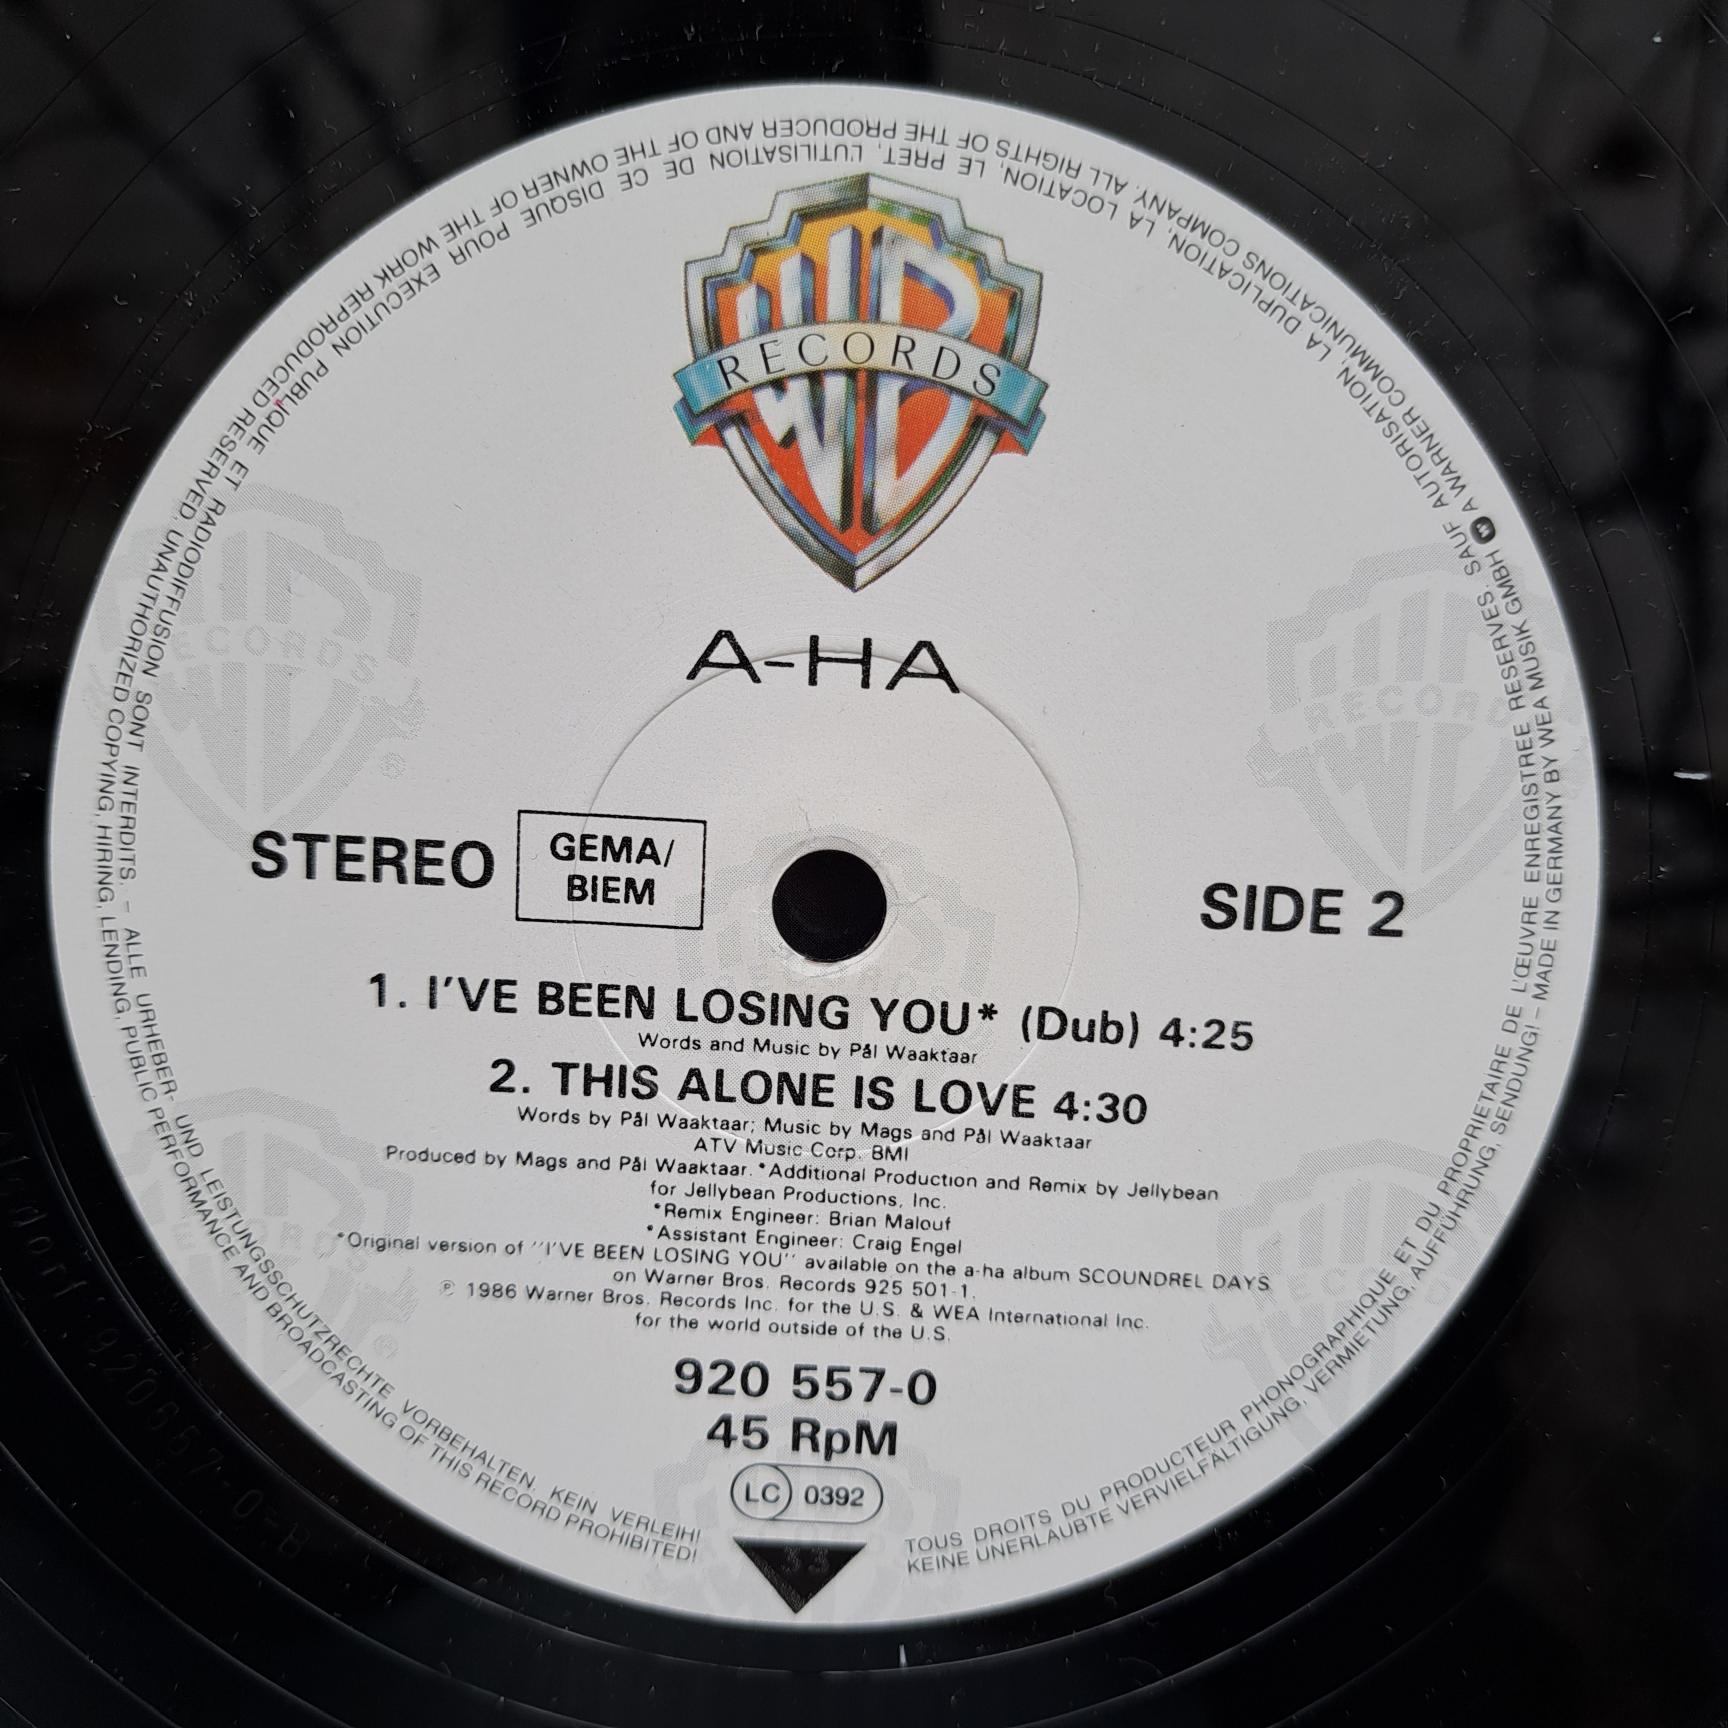 RECORDS
A-HA
STEREO
GEMA/
BIEM
SIDE 2
1. I'VE BEEN LOSING YOU* (Dub) 4:25
Words and Music by Pål Waaktaar
2. THIS ALONE IS LOVE 4:30
Words by Pål Waaktaar; Music by Mags and Pål Waaktaar
ATV Music Corp. BMI
Produced by Mags and Pål Waaktaar. *Additional Production and Remix by Jellybean
for Jellybean Productions, Inc.
*Remix Engineer: Brian Malouf
*Assistant Engineer: Craig Engel
*Original version of ''I'VE BEEN LOSING YOU'' available on the a-ha album SCOUNDREL DAYS
on Warner Bros. Records 925 501-1.
℗ 1986 Warner Bros. Records Inc. for the U.S. & WEA International Inc.
for the world outside of the U.S.
920 557-0
45 RpM
LC 0392
33
TOUS DROITS DU PRODUCTEUR PHONOGRAPHIQUE ET DU PROPRIETAIRE DE L'ŒUVRE ENREGISTREE RESERVES. SAUF AUTORISATION, LA DUPLICATION, LA LOCATION, LE PRET, L'UTILISATION DE CE DISQUE POUR EXECUTION PUBLIQUE ET RADIODIFFUSION SONT INTERDITS. – ALLE URHEBER- UND LEISTUNGSSCHUTZRECHTE VORBEHALTEN. KEIN VERLEIH!
KEINE UNERLAUBTE VERVIELFÄLTIGUNG, VERMIETUNG, AUFFÜHRUNG, SENDUNG! – MADE IN GERMANY BY WEA MUSIK GMBH A WARNER COMMUNICATIONS COMPANY. ALL RIGHTS OF THE PRODUCER AND OF THE OWNER OF THE WORK REPRODUCED RESERVED. UNAUTHORIZED COPYING, HIRING, LENDING, PUBLIC PERFORMANCE AND BROADCASTING OF THIS RECORD PROHIBITED!
920557-0-B